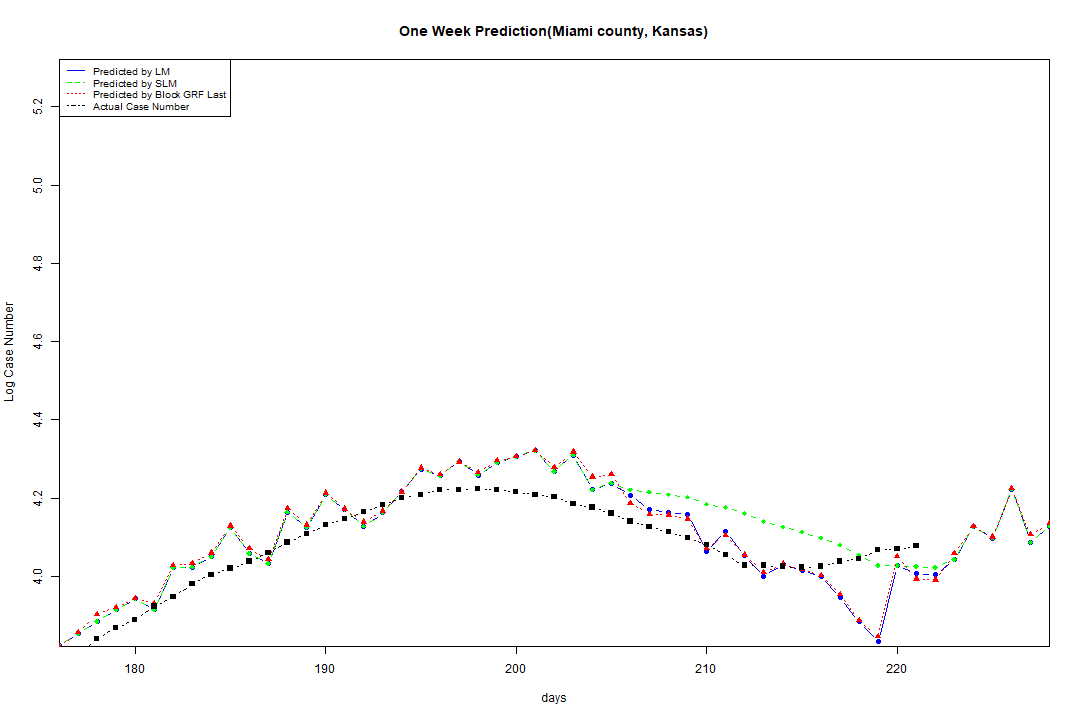 One Week Prediction(Miami county, Kansas)
Predicted by LM
Predicted by SLM
Predicted by Block GRF Last
Actual Case Number
5.2
5.0
4.8
4.6
4.4
4.2
4.0
Log Case Number
180 190 200 210 220
days